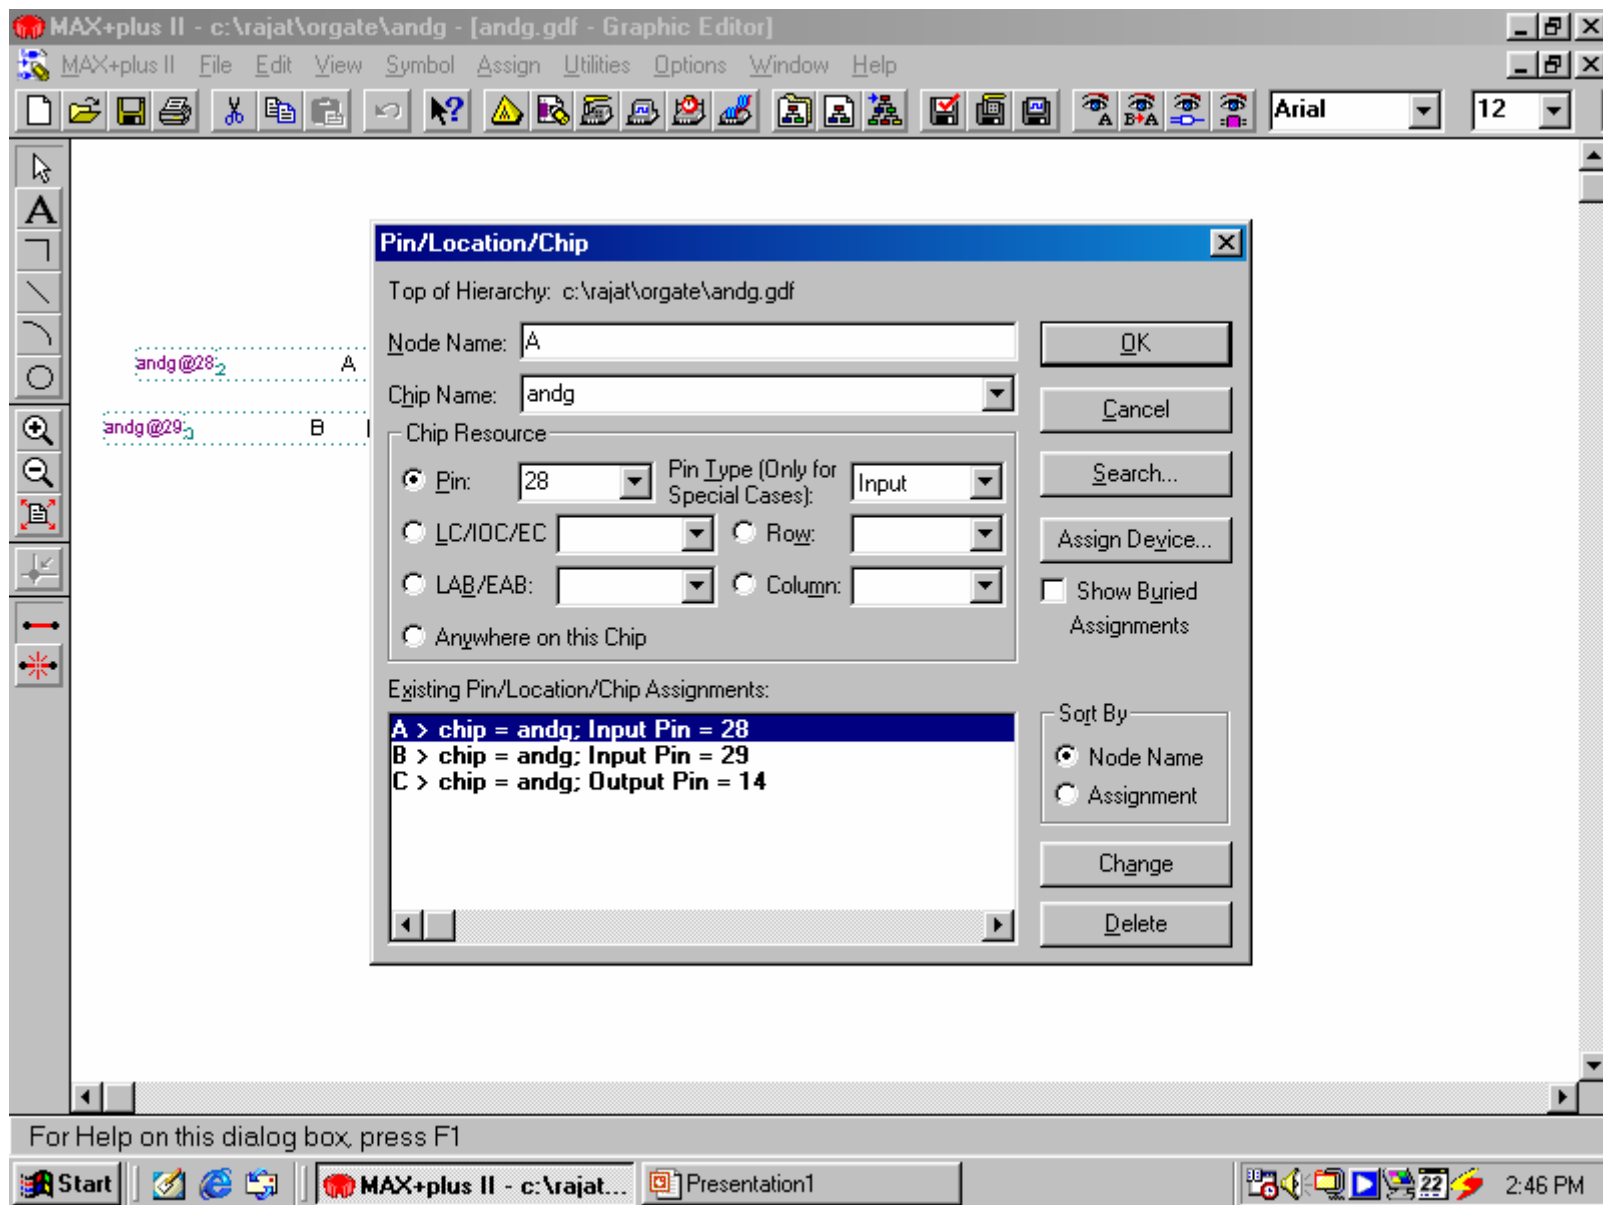 MAX+plus II - c:\rajat\orgate\andg - [andg.gdf - Graphic Editor]
MAX+plus II File Edit View Symbol Assign Utilities Options Window Help
A B+A Arial 12
A
Pin/Location/Chip
Top of Hierarchy: c:\rajat\orgate\andg.gdf
Node Name: A OK
andg@28 A
Chip Name: andg Cancel
andg@29 B
Chip Resource
Pin: 28 Pin Type (Only for Special Cases): Input Search...
LC/IOC/EC Row: Assign Device...
LAB/EAB: Column: Show Buried Assignments
Anywhere on this Chip
Existing Pin/Location/Chip Assignments:
A > chip = andg; Input Pin = 28
B > chip = andg; Input Pin = 29
C > chip = andg; Output Pin = 14
Sort By
Node Name
Assignment
Change
Delete
For Help on this dialog box, press F1
Start MAX+plus II - c:\rajat... Presentation1 22 2:46 PM